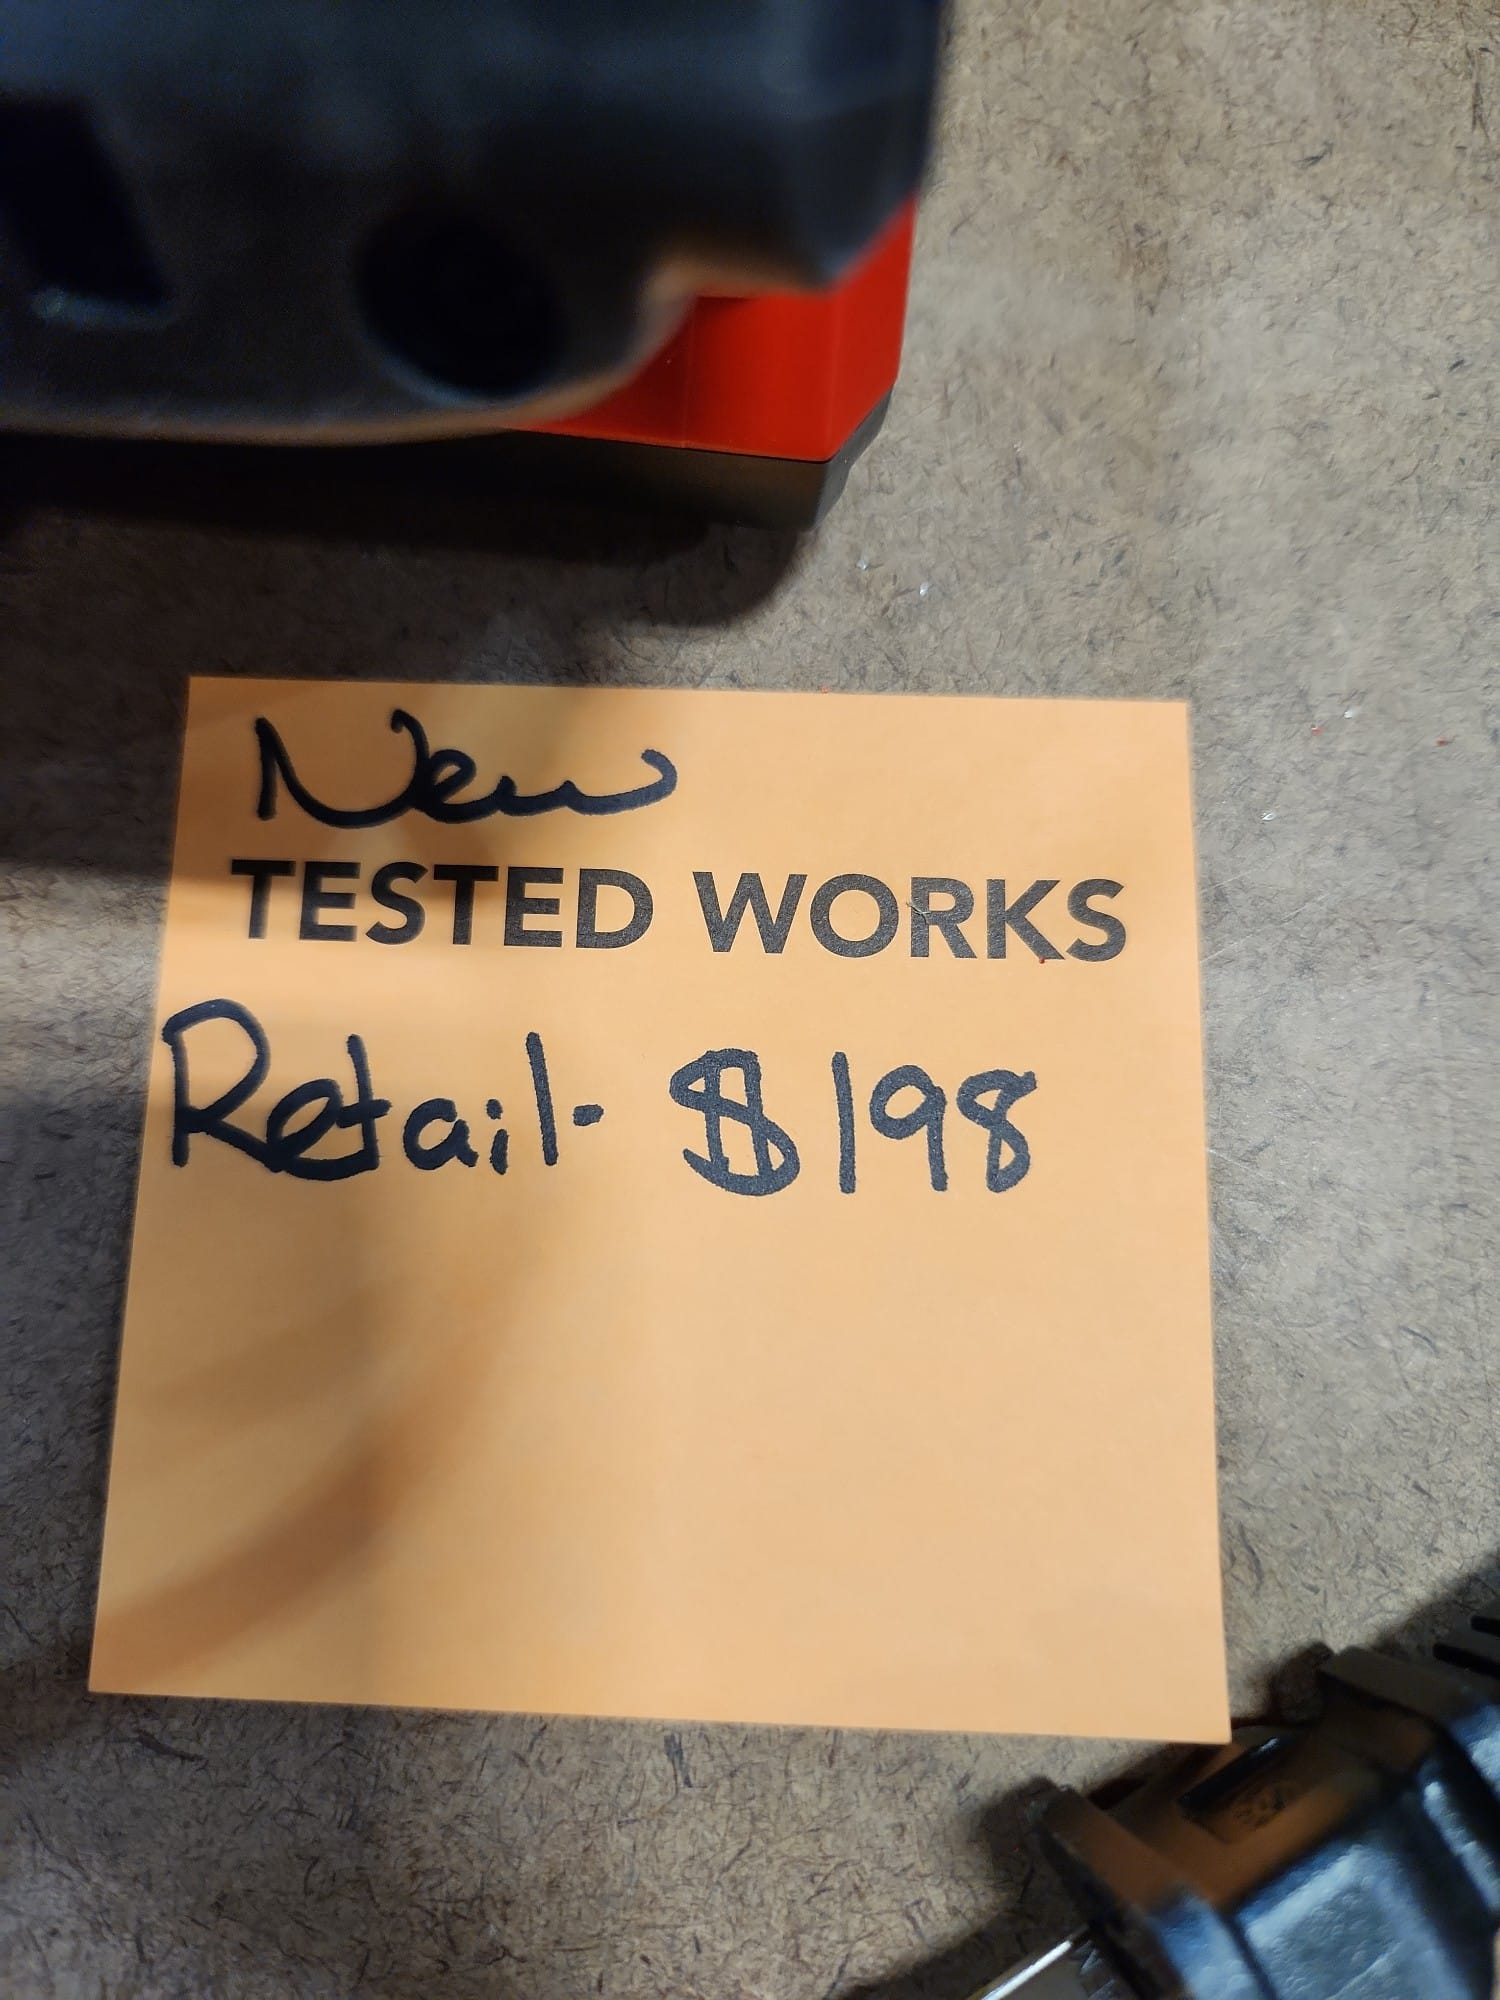 New
TESTED WORKS
Retail- $198